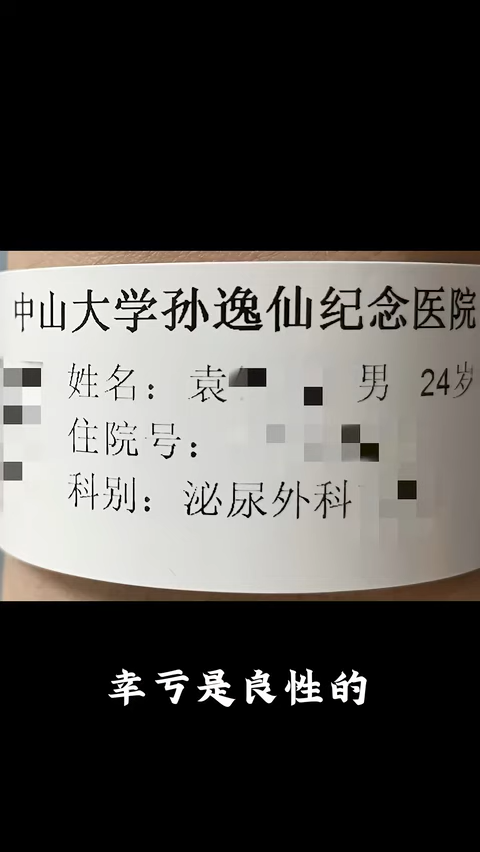 中山大学孙逸仙纪念医院
姓名：袁 男 24岁
住院号：
科别：泌尿外科
幸亏是良性的